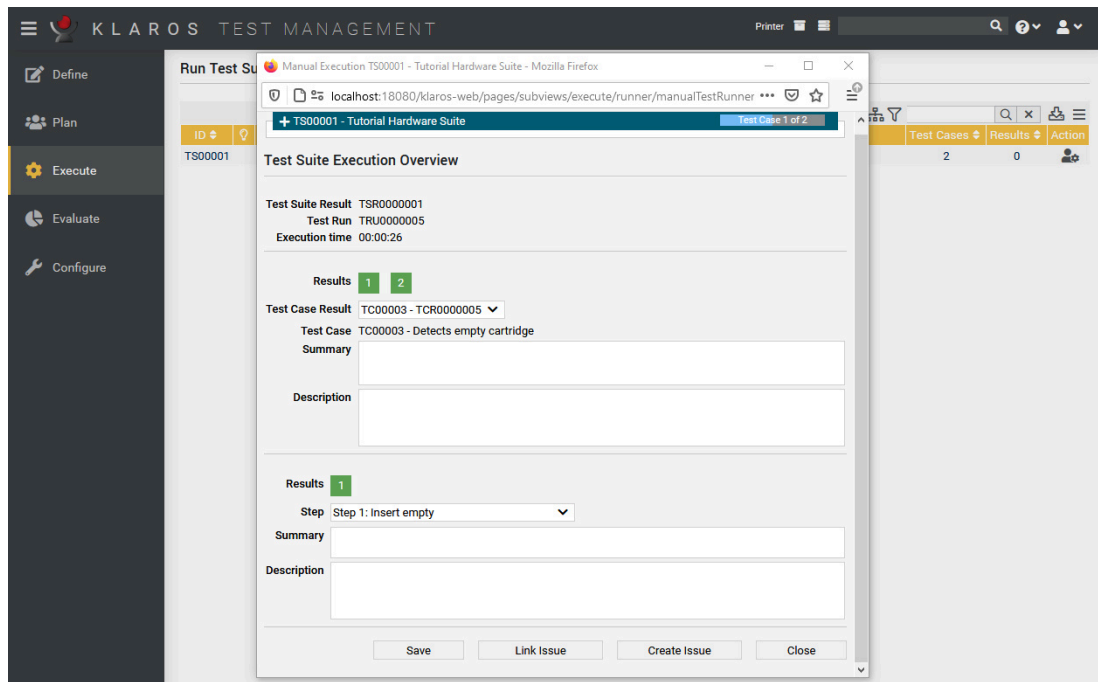 KLAROS TEST MANAGEMENT
Printer
Define
Plan
Execute
Evaluate
Configure
Run Test Su
ID
Test Cases Results Action
TS00001 2 0
Manual Execution TS00001 - Tutorial Hardware Suite - Mozilla Firefox
localhost:18080/klaros-web/pages/subviews/execute/runner/manualTestRunner
TS00001 - Tutorial Hardware Suite Test Case 1 of 2
Test Suite Execution Overview
Test Suite Result TSR0000001
Test Run TRU0000005
Execution time 00:00:26
Results 1 2
Test Case Result TC00003 - TCR0000005
Test Case TC00003 - Detects empty cartridge
Summary
Description
Results 1
Step Step 1: Insert empty
Summary
Description
Save Link Issue Create Issue Close